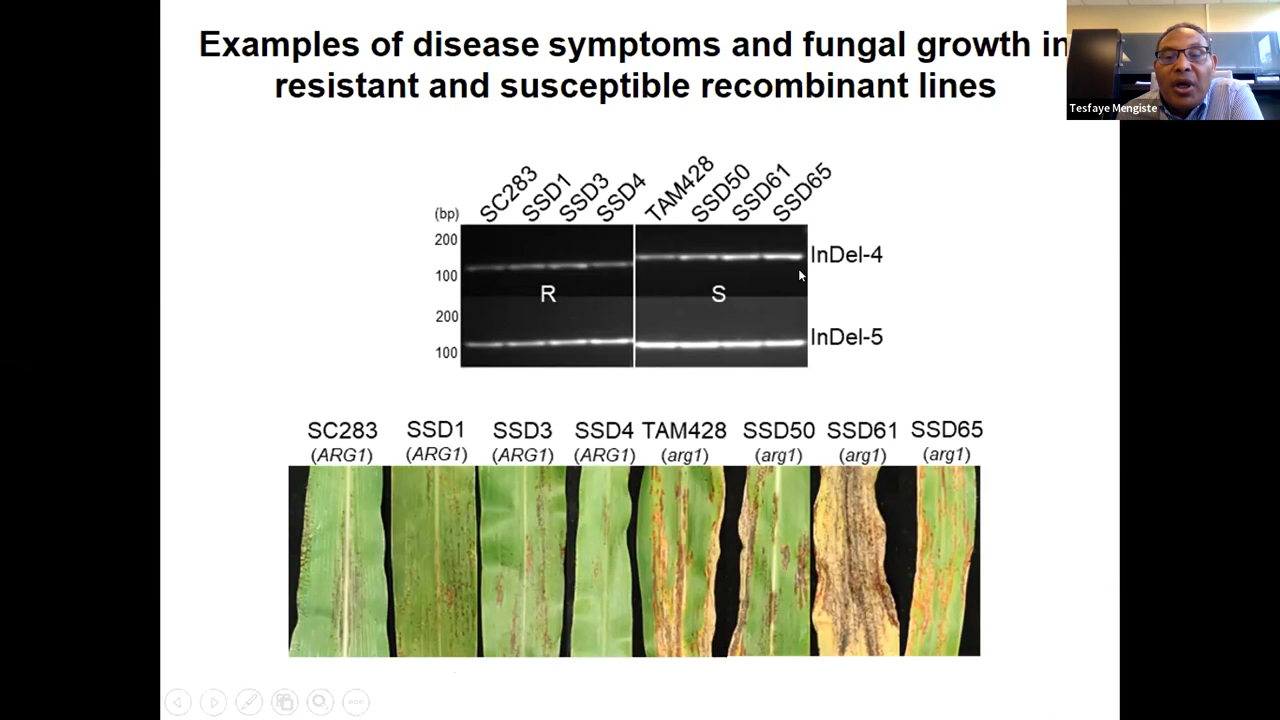 Examples of disease symptoms and fungal growth in
resistant and susceptible recombinant lines
Tesfaye Mengiste
SC283 SSD1 SSD3 SSD4 TAM428 SSD50 SSD61 SSD65
(bp)
200
InDel-4
100
R S
200
InDel-5
100
SC283 SSD1 SSD3 SSD4 TAM428 SSD50 SSD61 SSD65
(ARG1) (ARG1) (ARG1) (ARG1) (arg1) (arg1) (arg1) (arg1)